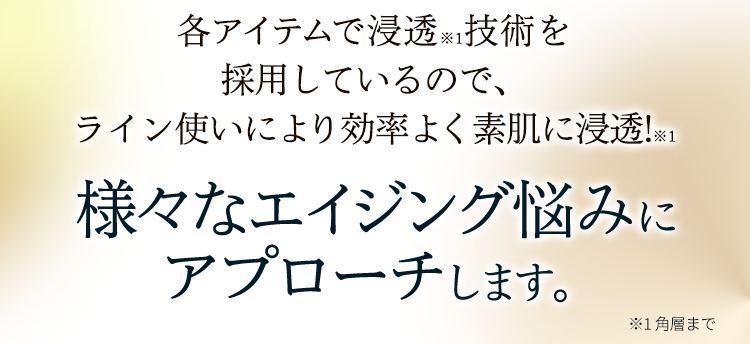 各アイテムで浸透※1技術を
採用しているので、
ライン使いにより効率よく素肌に浸透!※1
様々なエイジング悩みに
アプローチします。
※1 角層まで